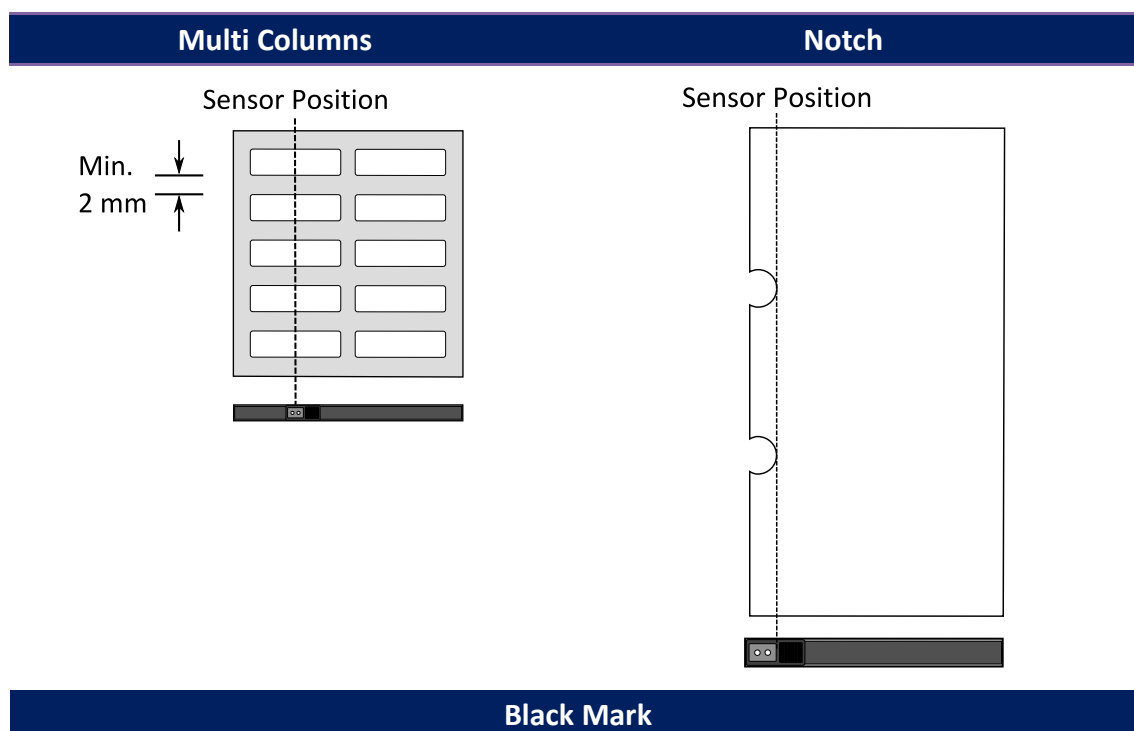 Multi Columns
Notch
Sensor Position
Min.
2 mm
Sensor Position
Black Mark